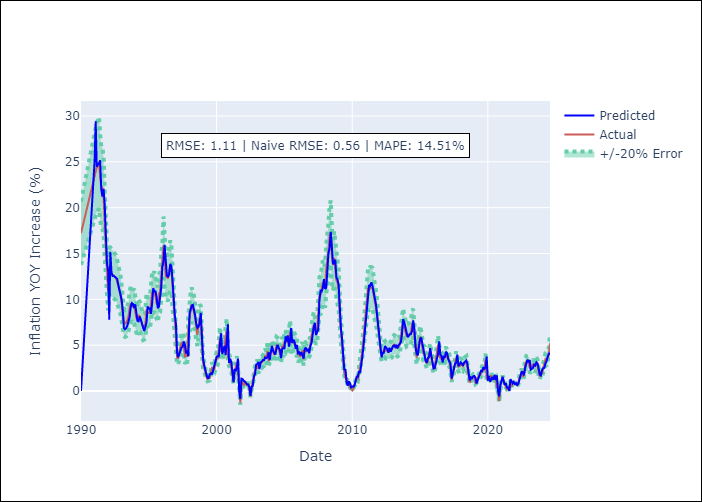 RMSE: 1.11 | Naive RMSE: 0.56 | MAPE: 14.51%
Predicted
Actual
+/-20% Error
Inflation YOY Increase (%)
30
25
20
15
10
5
0
1990
2000
2010
2020
Date